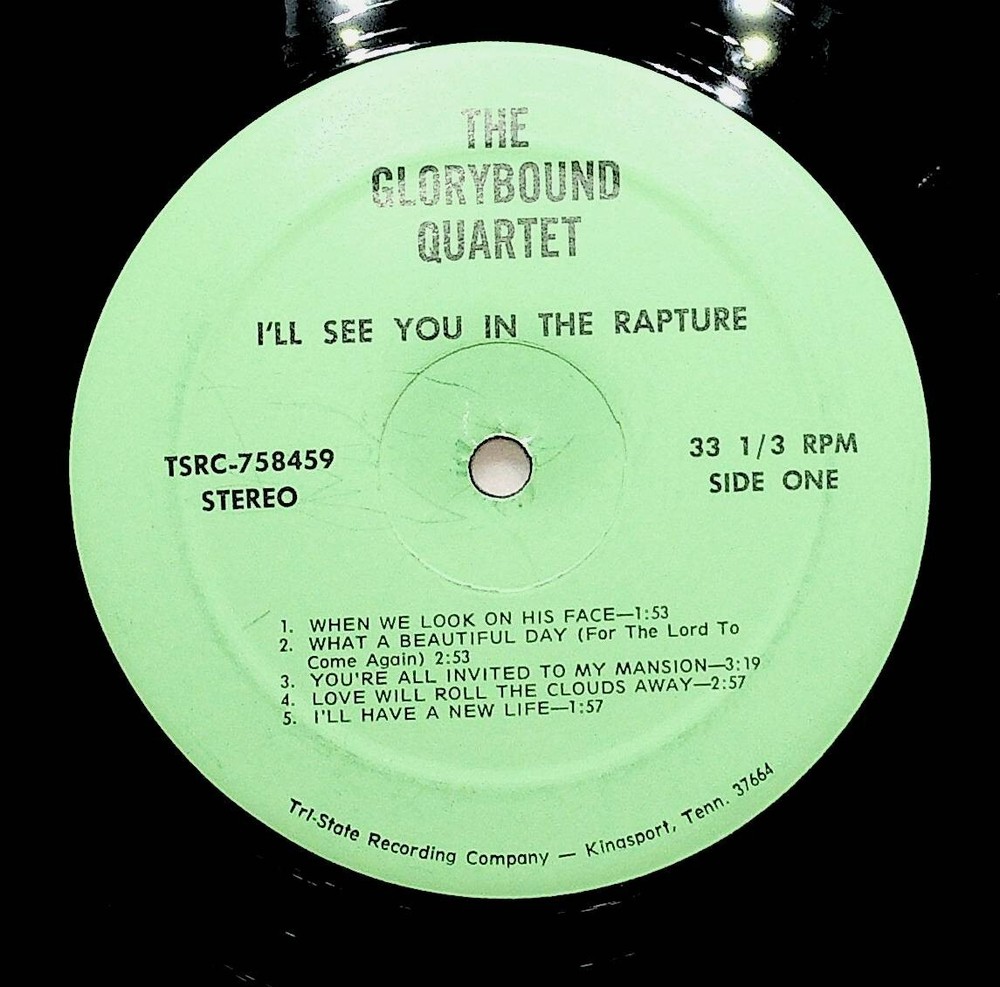 THE
GLORYBOUND
QUARTET
I'LL SEE YOU IN THE RAPTURE
TSRC-758459
STEREO
33 1/3 RPM
SIDE ONE
1. WHEN WE LOOK ON HIS FACE—1:53
2. WHAT A BEAUTIFUL DAY (For The Lord To
Come Again) 2:53
3. YOU'RE ALL INVITED TO MY MANSION—3:19
4. LOVE WILL ROLL THE CLOUDS AWAY—2:57
5. I'LL HAVE A NEW LIFE—1:57
Tri-State Recording Company — Kingsport, Tenn. 37664